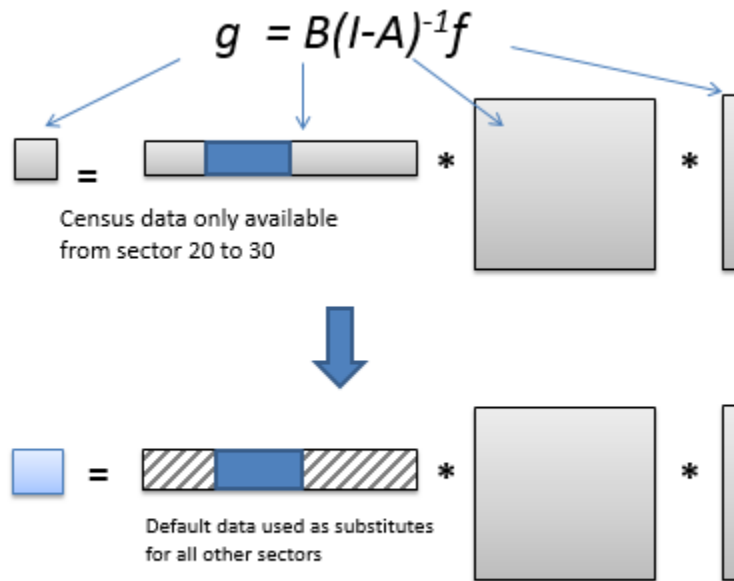 g = B(I-A)⁻¹f
= * *
Census data only available
from sector 20 to 30
= * *
Default data used as substitutes
for all other sectors